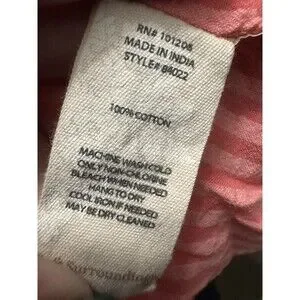 RN# 101206
MADE IN INDIA
STYLE# 84022
100% COTTON
MACHINE WASH COLD
ONLY NON-CHLORINE
BLEACH WHEN NEEDED
HANG TO DRY
COOL IRON IF NEEDED
MAY BE DRY CLEANED